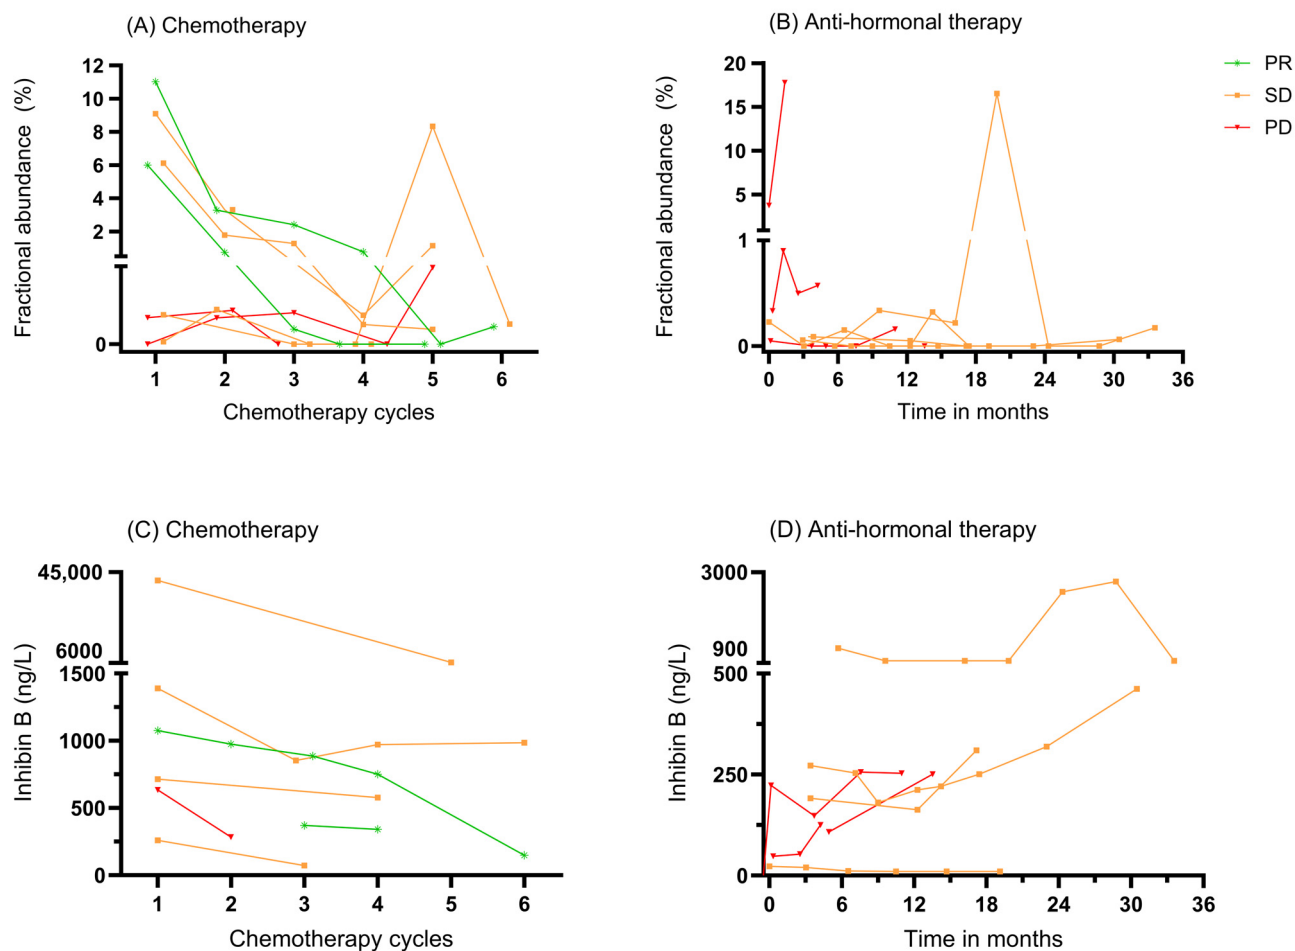 (A) Chemotherapy
Fractional abundance (%)
12
10
8
6
4
2
0
1 2 3 4 5 6
Chemotherapy cycles
(B) Anti-hormonal therapy
Fractional abundance (%)
20
15
10
5
1
0
0 6 12 18 24 30 36
Time in months
PR
SD
PD
(C) Chemotherapy
Inhibin B (ng/L)
45,000
6000
1500
1000
500
0
1 2 3 4 5 6
Chemotherapy cycles
(D) Anti-hormonal therapy
Inhibin B (ng/L)
3000
900
500
250
0
0 6 12 18 24 30 36
Time in months